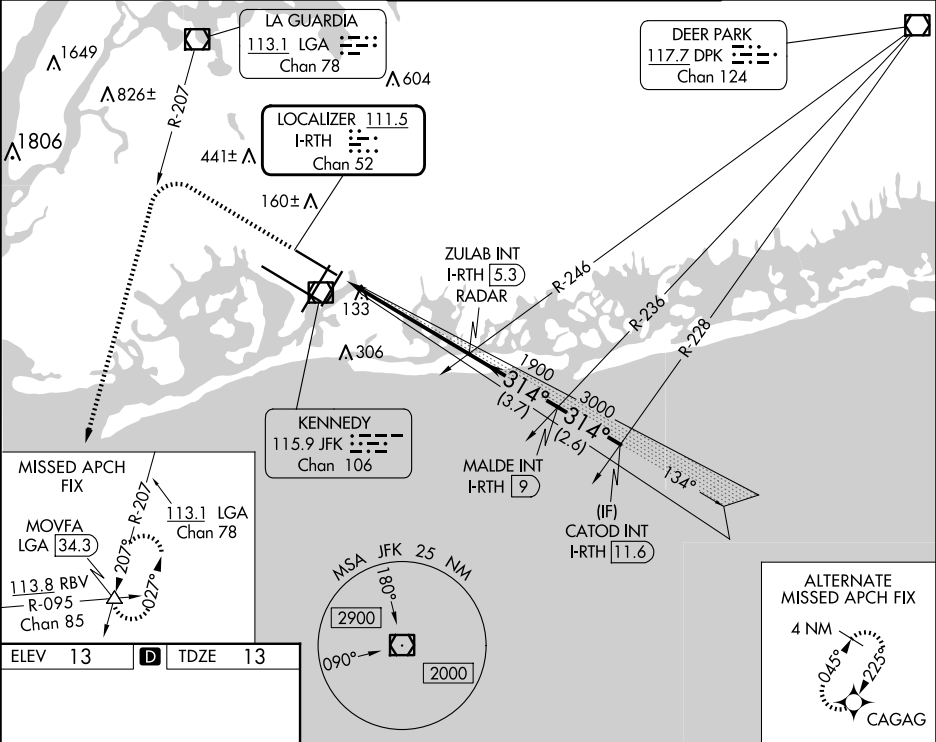 LA GUARDIA
113.1 LGA
Chan 78
DEER PARK
117.7 DPK
Chan 124
1649
826±
604
R-207
LOCALIZER 111.5
I-RTH
Chan 52
1806
441±
160±
ZULAB INT
I-RTH 5.3
RADAR
R-246
R-236
R-228
133
306
1900
314°
(3.7)
3000
314°
(2.6)
134°
KENNEDY
115.9 JFK
Chan 106
MALDE INT
I-RTH 9
(IF)
CATOD INT
I-RTH 11.6
MISSED APCH
FIX
R-207
113.1 LGA
Chan 78
MOVFA
LGA 34.3
207°
027°
113.8 RBV
R-095
Chan 85
MSA JFK 25 NM
180°
2900
090°
2000
ALTERNATE
MISSED APCH FIX
4 NM
045°
225°
CAGAG
ELEV 13 D TDZE 13